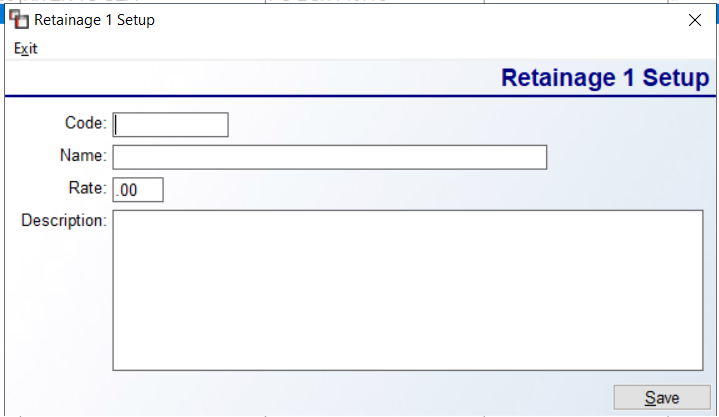 Retainage 1 Setup
Exit
Retainage 1 Setup
Code:
Name:
Rate: .00
Description:
Save